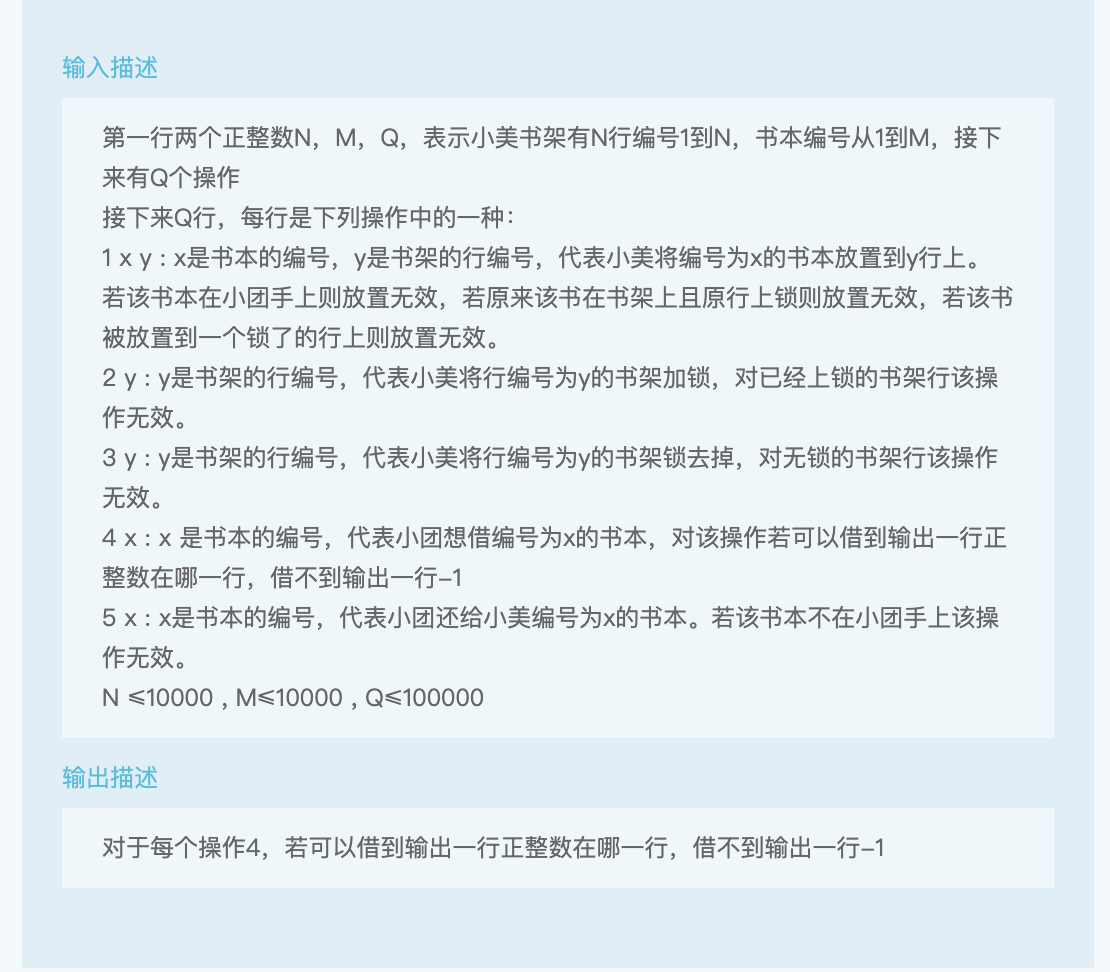 输入描述
第一行两个正整数N，M，Q，表示小美书架有N行编号1到N，书本编号从1到M，接下
来有Q个操作
接下来Q行，每行是下列操作中的一种：
1 x y : x是书本的编号，y是书架的行编号，代表小美将编号为x的书本放置到y行上。
若该书本在小团手上则放置无效，若原来该书在书架上且原行上锁则放置无效，若该书
被放置到一个锁了的行上则放置无效。
2 y : y是书架的行编号，代表小美将行编号为y的书架加锁，对已经上锁的书架行该操
作无效。
3 y : y是书架的行编号，代表小美将行编号为y的书架锁去掉，对无锁的书架行该操作
无效。
4 x : x 是书本的编号，代表小团想借编号为x的书本，对该操作若可以借到输出一行正
整数在哪一行，借不到输出一行–1
5 x : x是书本的编号，代表小团还给小美编号为x的书本。若该书本不在小团手上该操
作无效。
N ≤10000 , M≤10000 , Q≤100000
输出描述
对于每个操作4，若可以借到输出一行正整数在哪一行，借不到输出一行–1